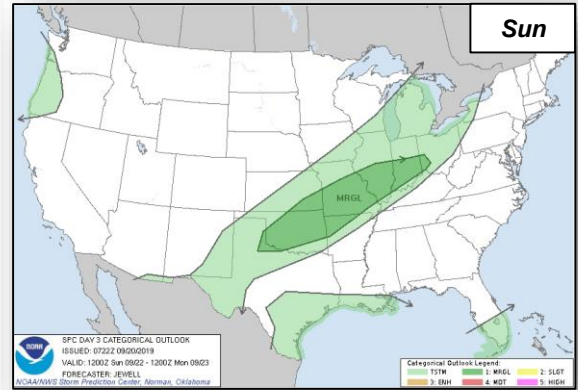 Sun
MRGL
NOAA
SPC DAY 3 CATEGORICAL OUTLOOK
ISSUED: 0722Z 09/20/2019
VALID: 1200Z Sun 09/22 - 1200Z Mon 09/23
FORECASTER: JEWELL
NOAA/NWS Storm Prediction Center, Norman, Oklahoma
Categorical Outlook Legend:
TSTM 1: MRGL 2: SLGT
3: ENH 4: MDT 5: HIGH